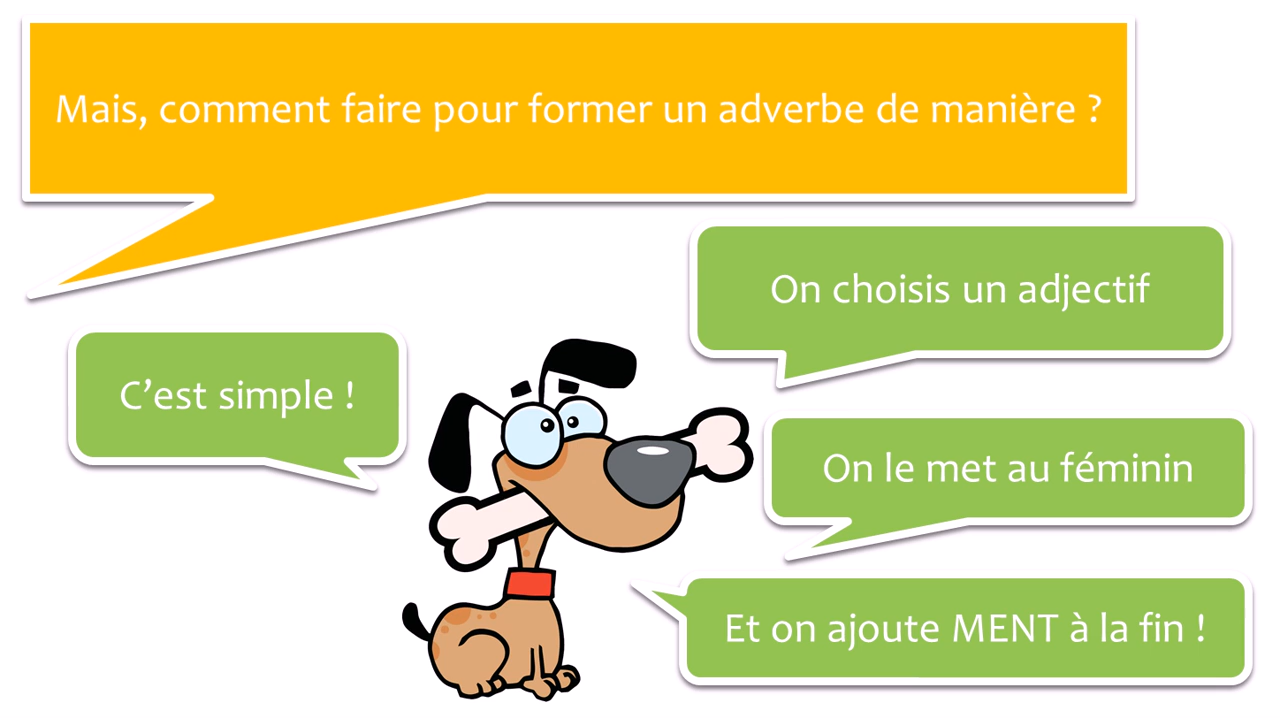 Mais, comment faire pour former un adverbe de manière ?
C’est simple !
On choisis un adjectif
On le met au féminin
Et on ajoute MENT à la fin !